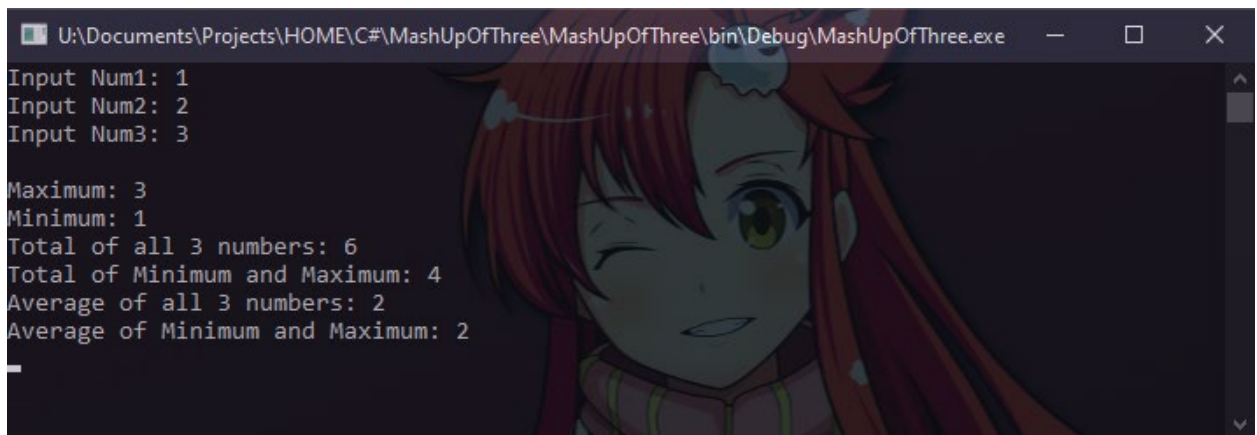 U:\Documents\Projects\HOME\C#\MashUpOfThree\MashUpOfThree\bin\Debug\MashUpOfThree.exe
Input Num1: 1
Input Num2: 2
Input Num3: 3
Maximum: 3
Minimum: 1
Total of all 3 numbers: 6
Total of Minimum and Maximum: 4
Average of all 3 numbers: 2
Average of Minimum and Maximum: 2